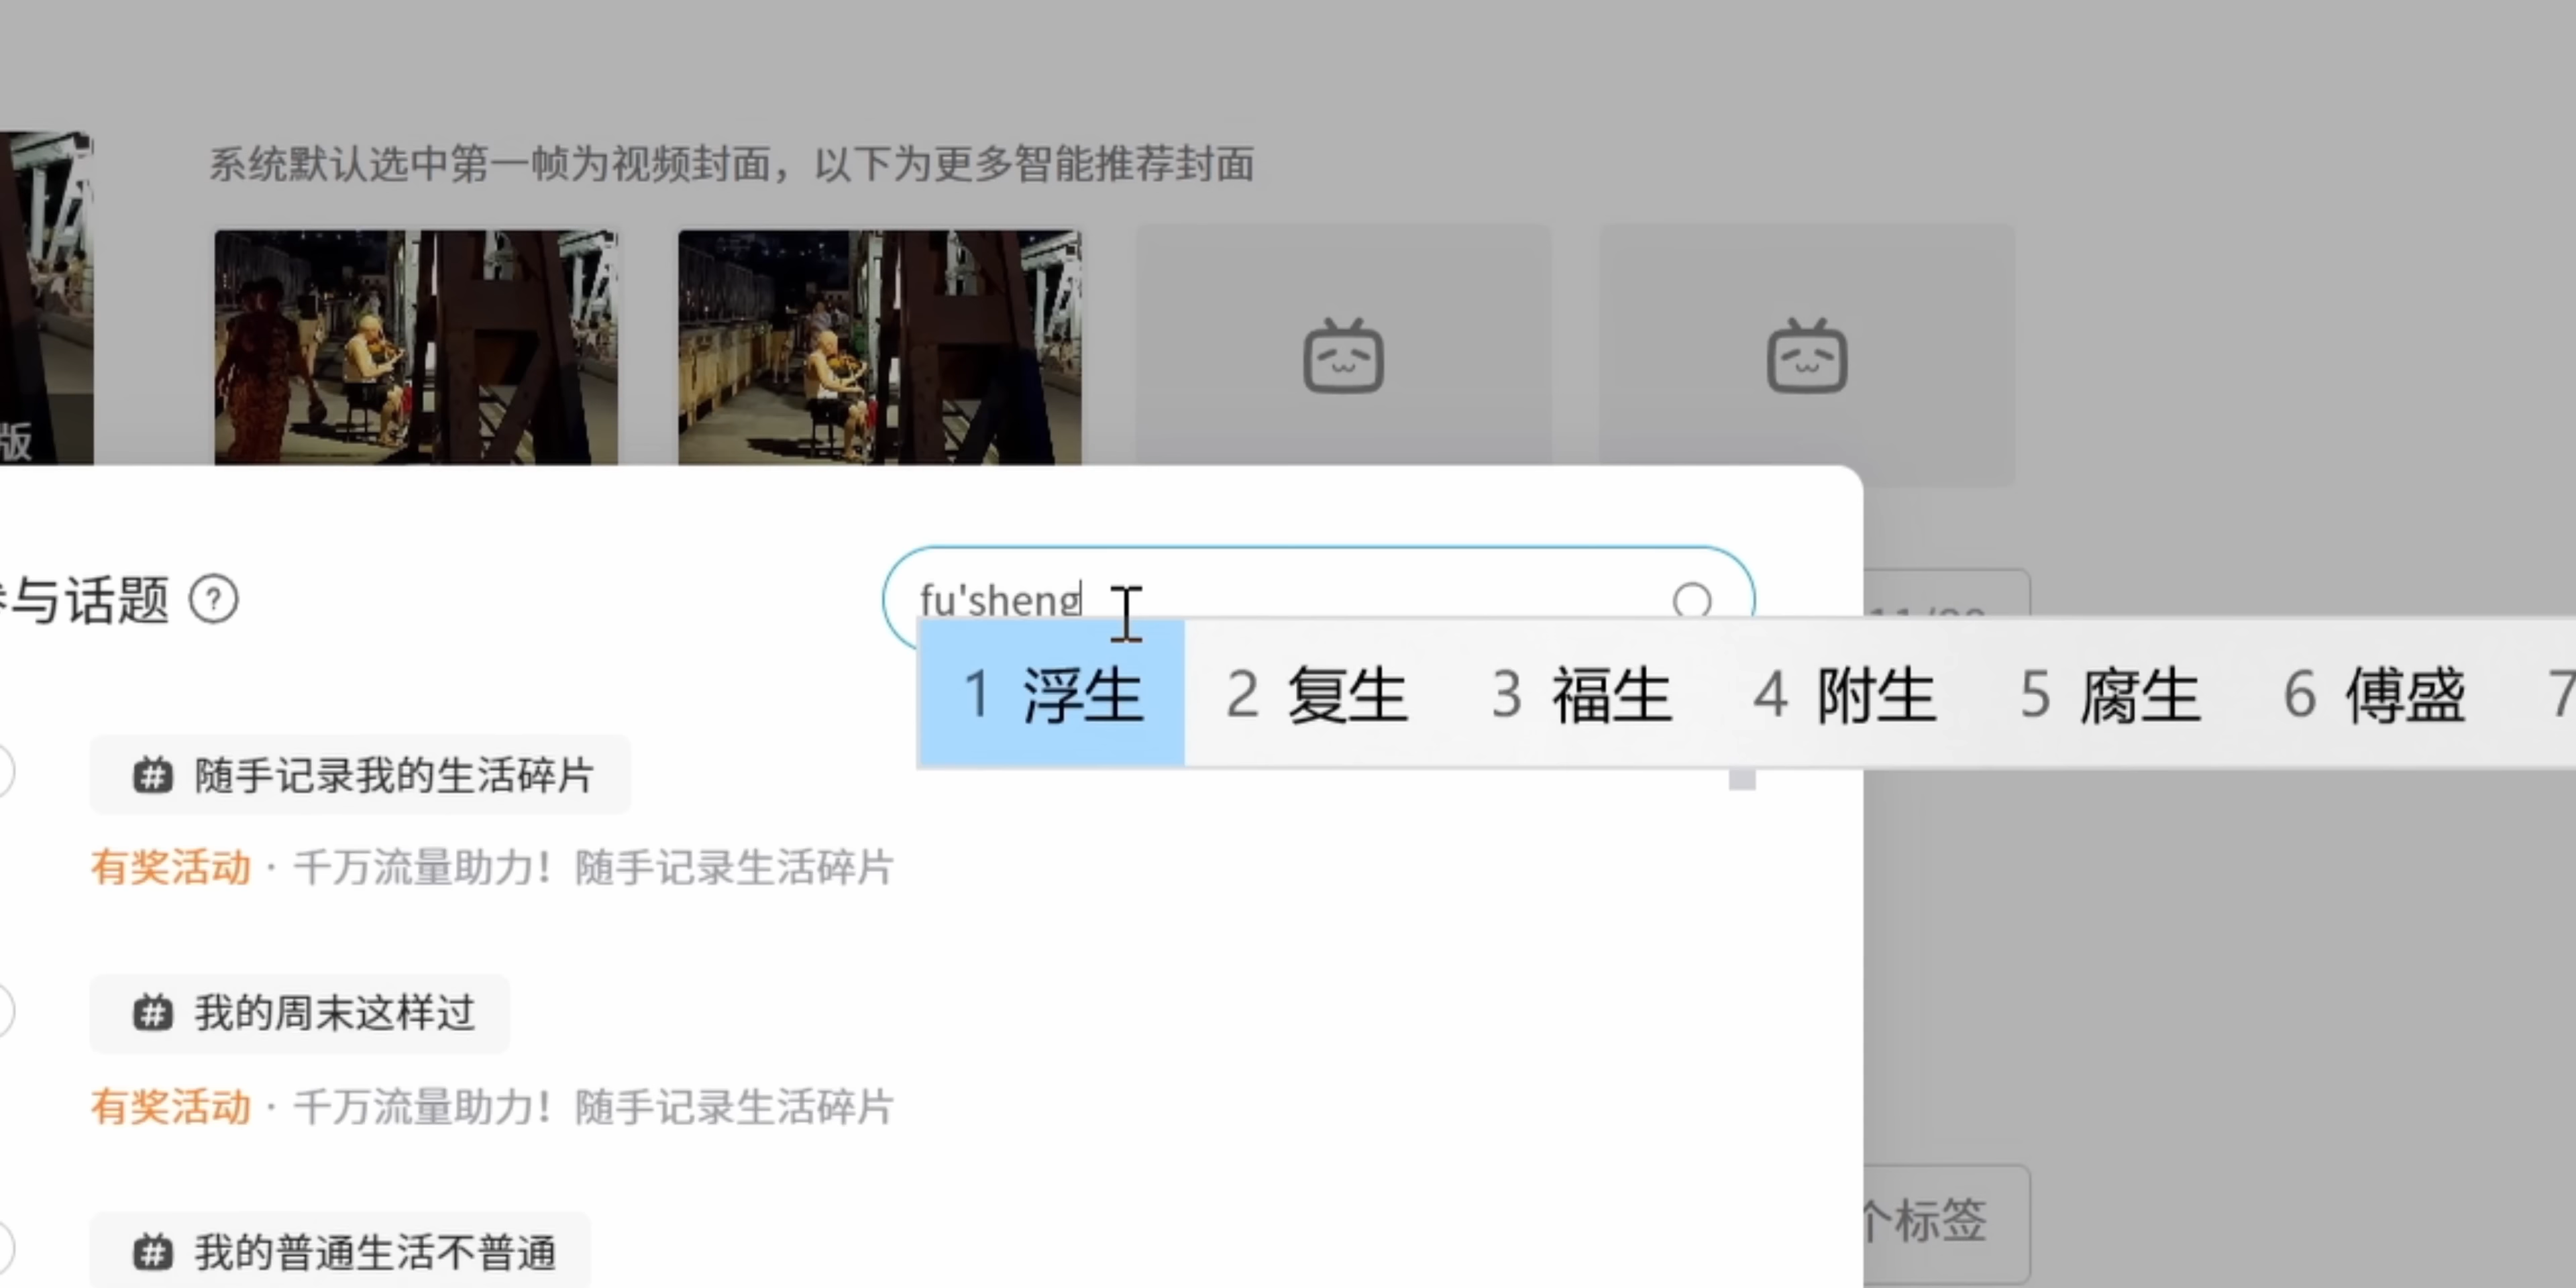 系统默认选中第一帧为视频封面，以下为更多智能推荐封面
版
与话题 ?
fu'sheng
1 浮生 2 复生 3 福生 4 附生 5 腐生 6 傅盛 7
# 随手记录我的生活碎片
有奖活动 · 千万流量助力！随手记录生活碎片
# 我的周末这样过
有奖活动 · 千万流量助力！随手记录生活碎片
个标签
# 我的普通生活不普通